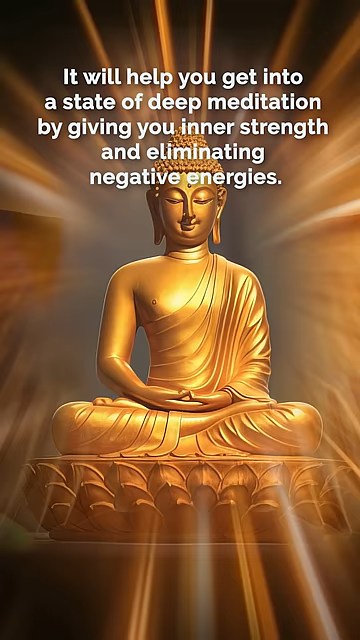 It will help you get into
a state of deep meditation
by giving you inner strength
and eliminating
negative energies.